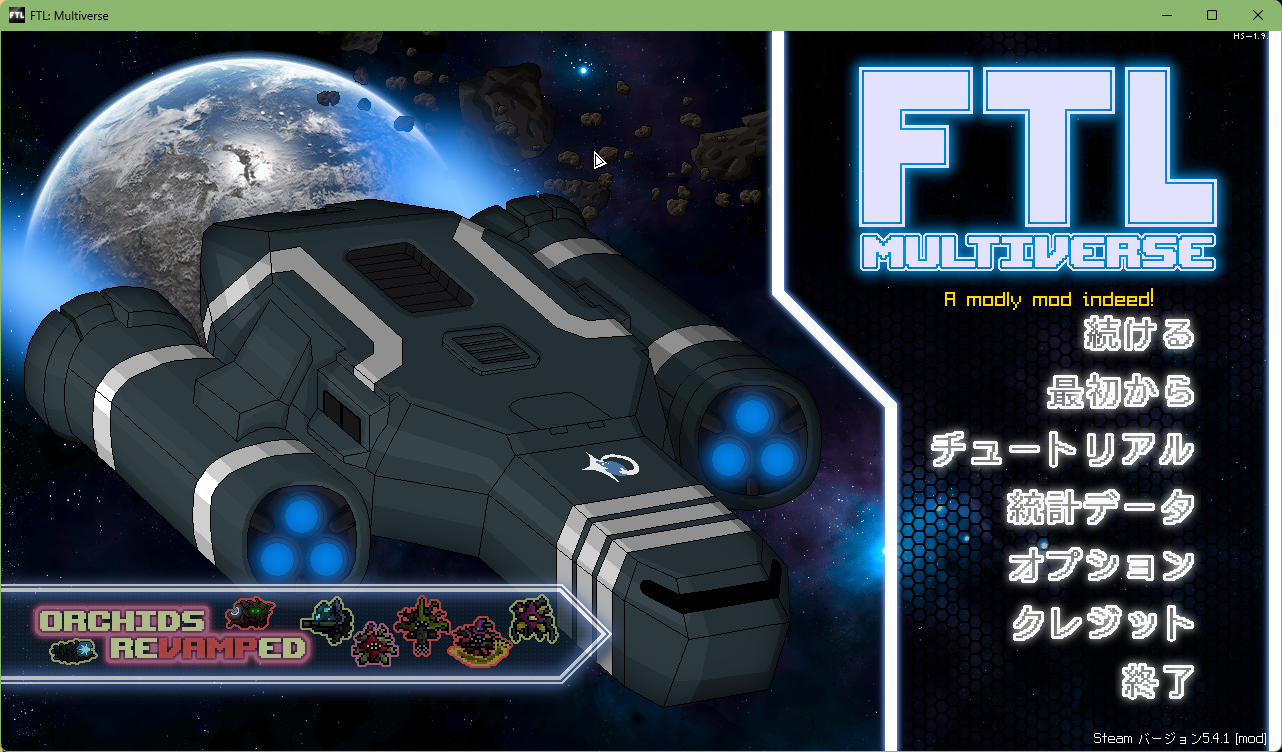 FTL: Multiverse
HS-1.9.
FTL
MULTIVERSE
A modly mod indeed!
続ける
最初から
チュートリアル
統計データ
オプション
クレジット
終了
ORCHIDS
REVAMPED
Steam バージョン5.4.1 [mod]